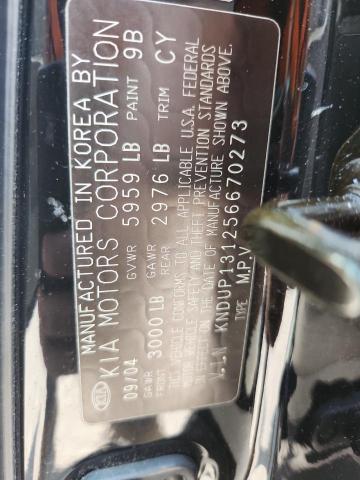 MANUFACTURED IN KOREA BY
KIA KIA MOTORS CORPORATION
09/04 GVWR 5959 LB PAINT 9B
GAWR FRONT 3000 LB GAWR REAR 2976 LB TRIM CY
THIS VEHICLE CONFORMS TO ALL APPLICABLE U.S.A. FEDERAL
MOTOR VEHICLE SAFETY AND THEFT PREVENTION STANDARDS
IN EFFECT ON THE DATE OF MANUFACTURE SHOWN ABOVE.
KNDUP131256670273
TYPE M.P.V